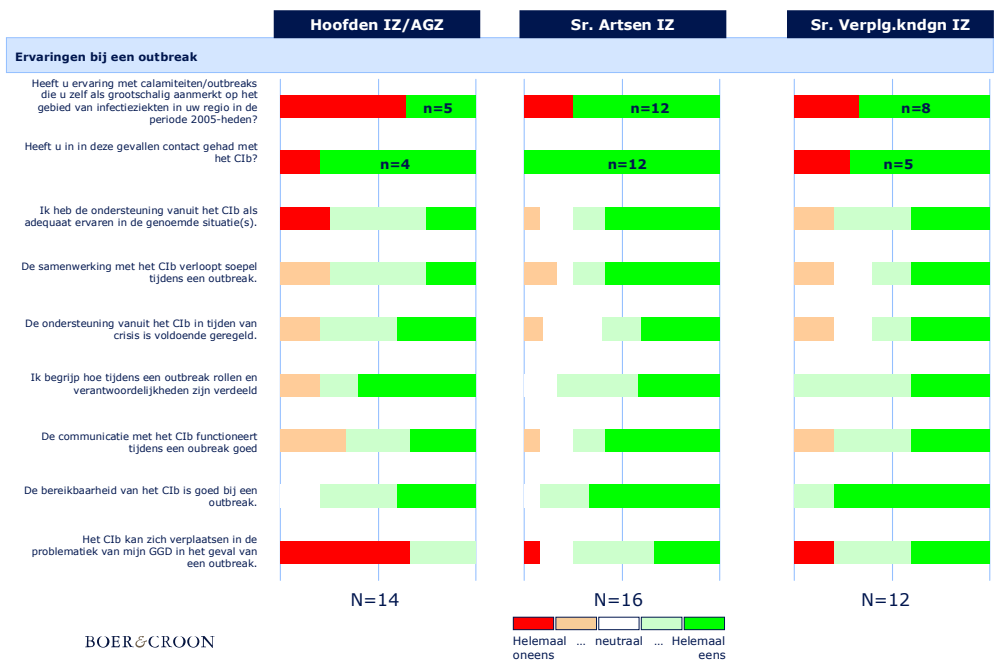 Hoofden IZ/AGZ
Sr. Artsen IZ
Sr. Verplg.kndgn IZ
Ervaringen bij een outbreak
Heeft u ervaring met calamiteiten/outbreaks
die u zelf als grootschalig aanmerkt op het
gebied van infectieziekten in uw regio in de
periode 2005-heden?
n=5
n=12
n=8
Heeft u in in deze gevallen contact gehad met
het CIb?
n=4
n=12
n=5
Ik heb de ondersteuning vanuit het CIb als
adequaat ervaren in de genoemde situatie(s).
De samenwerking met het CIb verloopt soepel
tijdens een outbreak.
De ondersteuning vanuit het CIb in tijden van
crisis is voldoende geregeld.
Ik begrijp hoe tijdens een outbreak rollen en
verantwoordelijkheden zijn verdeeld
De communicatie met het CIb functioneert
tijdens een oubreak goed
De bereikbaarheid van het CIb is goed bij een
outbreak.
Het CIb kan zich verplaatsen in de
problematiek van mijn GGD in het geval van
een outbreak.
N=14
N=16
N=12
BOER&CROON
Helemaal ... neutraal ... Helemaal
oneens eens